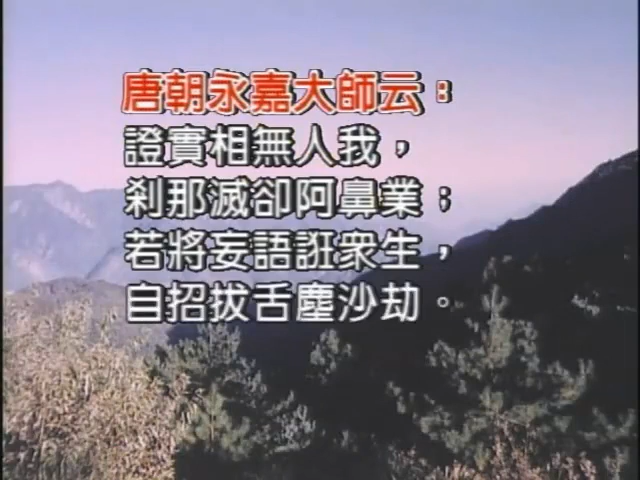 唐朝永嘉大師云：
證實相無人我，
剎那滅卻阿鼻業；
若將妄語誑衆生，
自招拔舌塵沙劫。